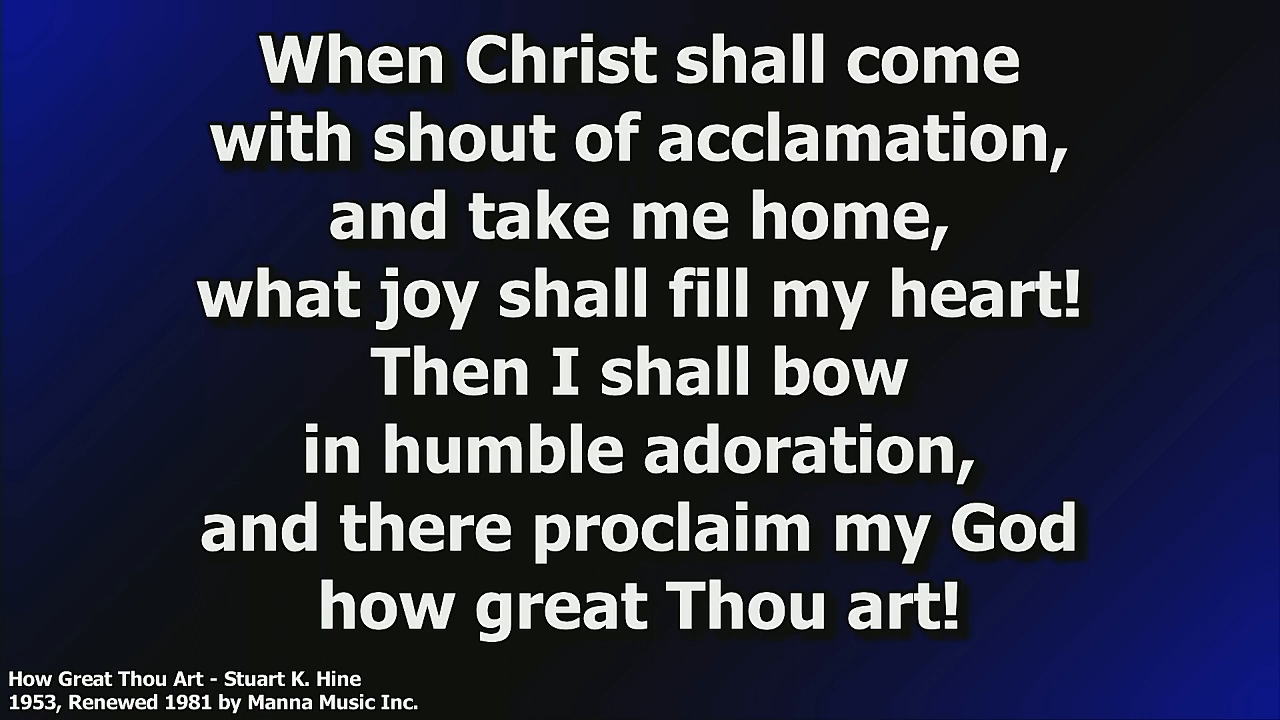 When Christ shall come
with shout of acclamation,
and take me home,
what joy shall fill my heart!
Then I shall bow
in humble adoration,
and there proclaim my God
how great Thou art!
How Great Thou Art - Stuart K. Hine
1953, Renewed 1981 by Manna Music Inc.